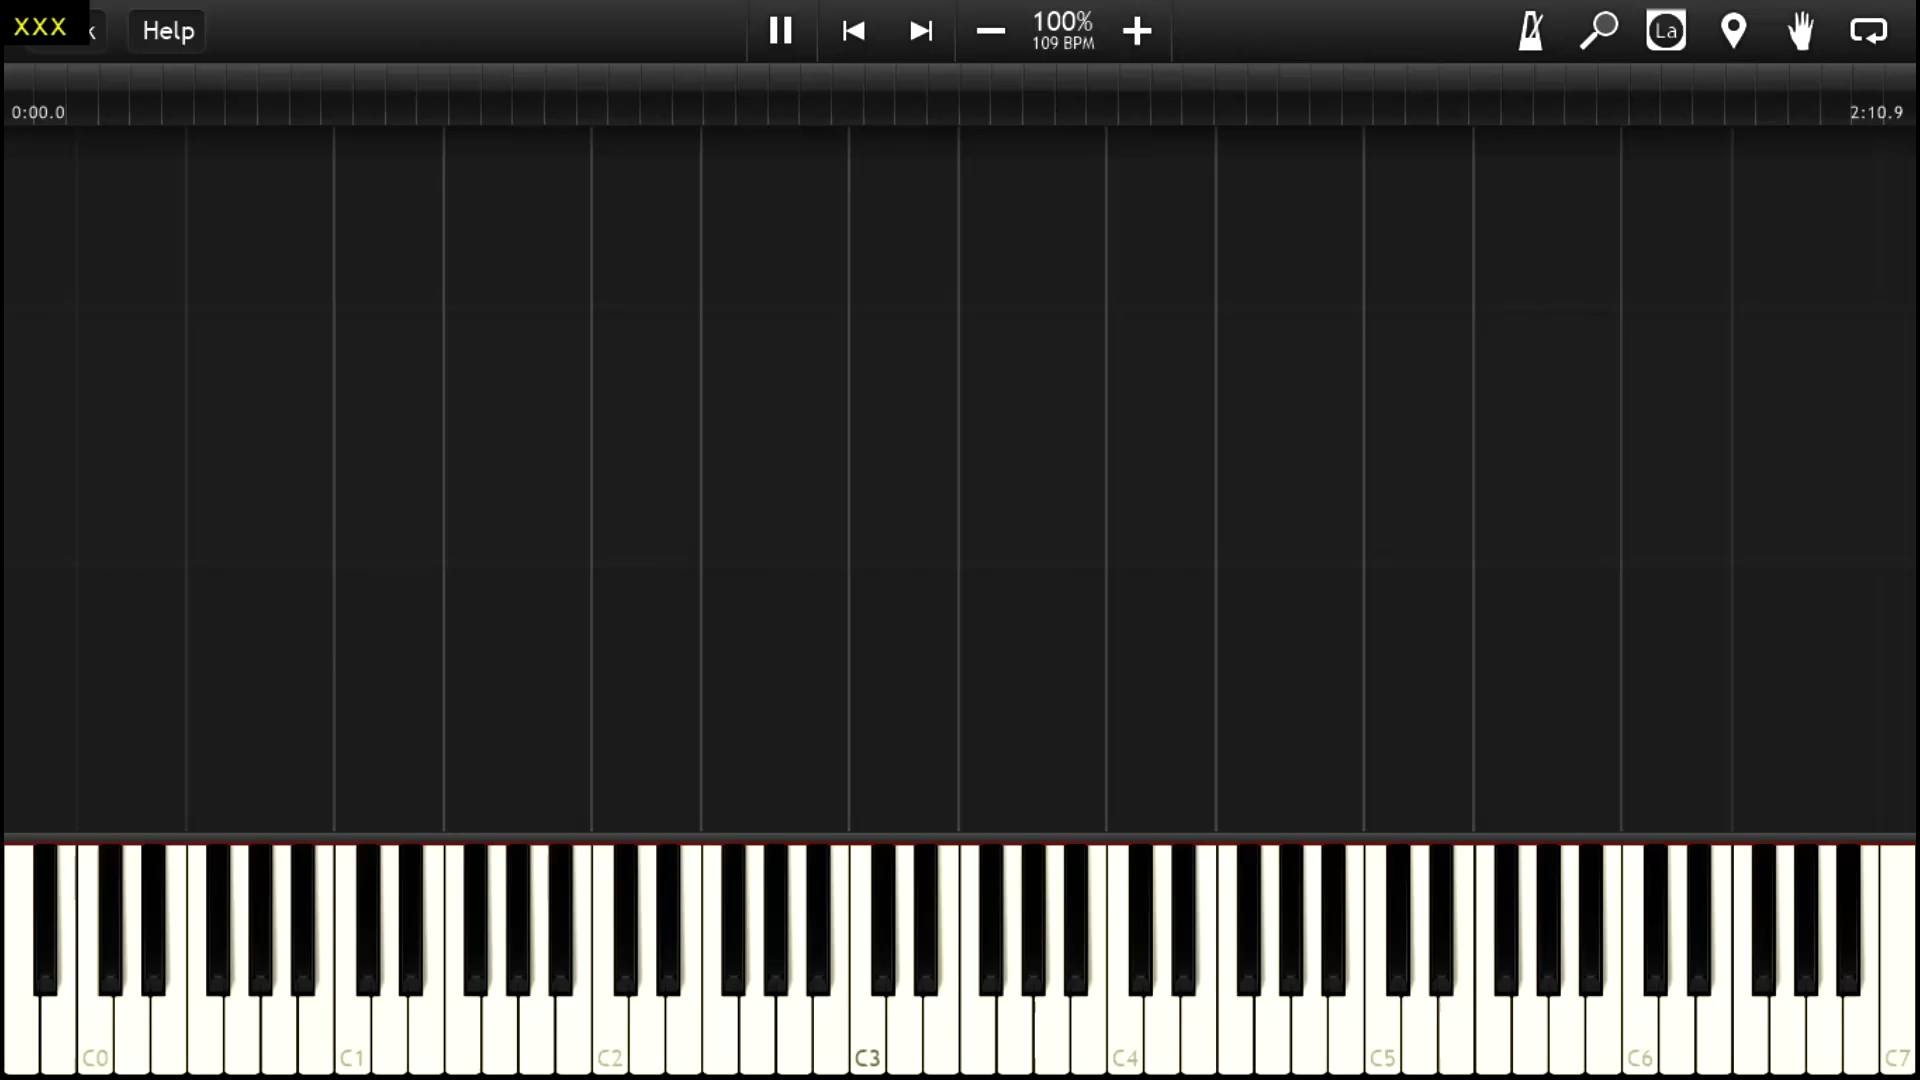 XXX
Help
100%
109 BPM
La
0:00.0
2:10.9
C0
C1
C2
C3
C4
C5
C6
C7